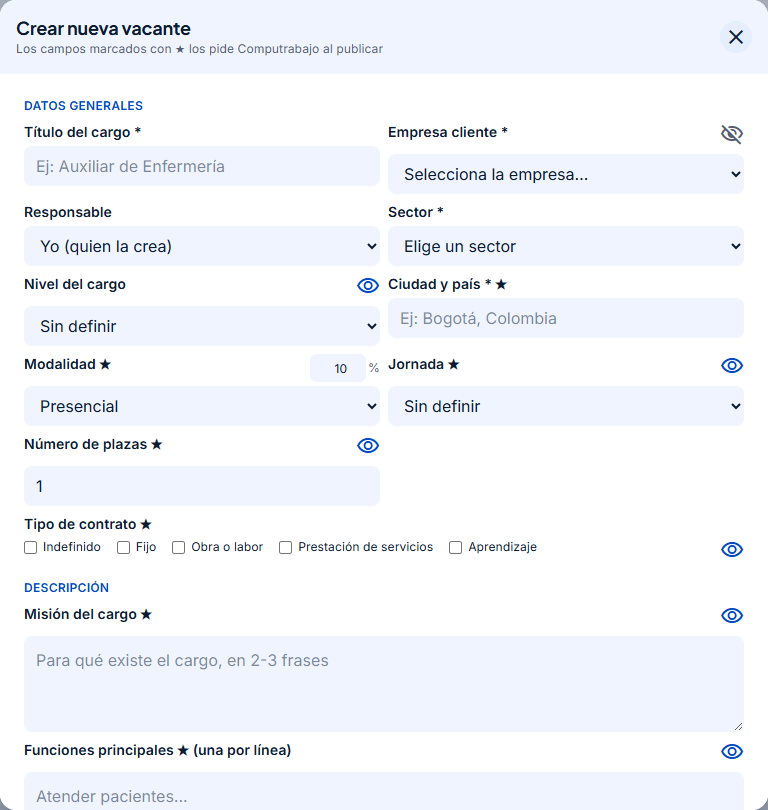 Crear nueva vacante
Los campos marcados con ★ los pide Computrabajo al publicar
DATOS GENERALES
Título del cargo *
Empresa cliente *
Ej: Auxiliar de Enfermería
Selecciona la empresa...
Responsable
Sector *
Yo (quien la crea)
Elige un sector
Nivel del cargo
Ciudad y país * ★
Sin definir
Ej: Bogotá, Colombia
Modalidad ★
10 %
Jornada ★
Presencial
Sin definir
Número de plazas ★
1
Tipo de contrato ★
Indefinido Fijo Obra o labor Prestación de servicios Aprendizaje
DESCRIPCIÓN
Misión del cargo ★
Para qué existe el cargo, en 2-3 frases
Funciones principales ★ (una por línea)
Atender pacientes...